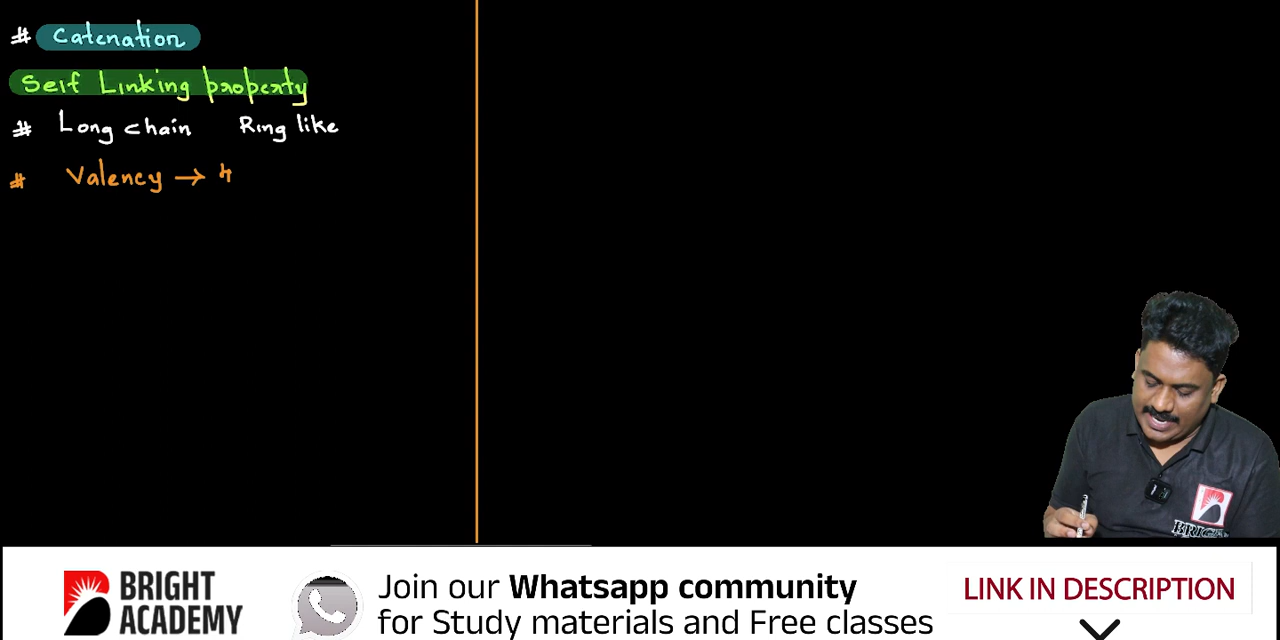 # Catenation
Self Linking property
# Long chain Ring like
# Valency → 4
BRIGHT
ACADEMY
Join our Whatsapp community
for Study materials and Free classes
LINK IN DESCRIPTION